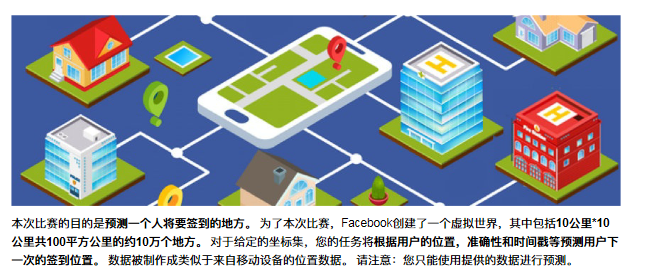 H
H
本次比赛的目的是预测一个人将要签到的地方。 为了本次比赛，Facebook创建了一个虚拟世界，其中包括10公里*10
公里共100平方公里的约10万个地方。 对于给定的坐标集，您的任务将根据用户的位置，准确性和时间戳等预测用户下
一次的签到位置。 数据被制作成类似于来自移动设备的位置数据。 请注意：您只能使用提供的数据进行预测。